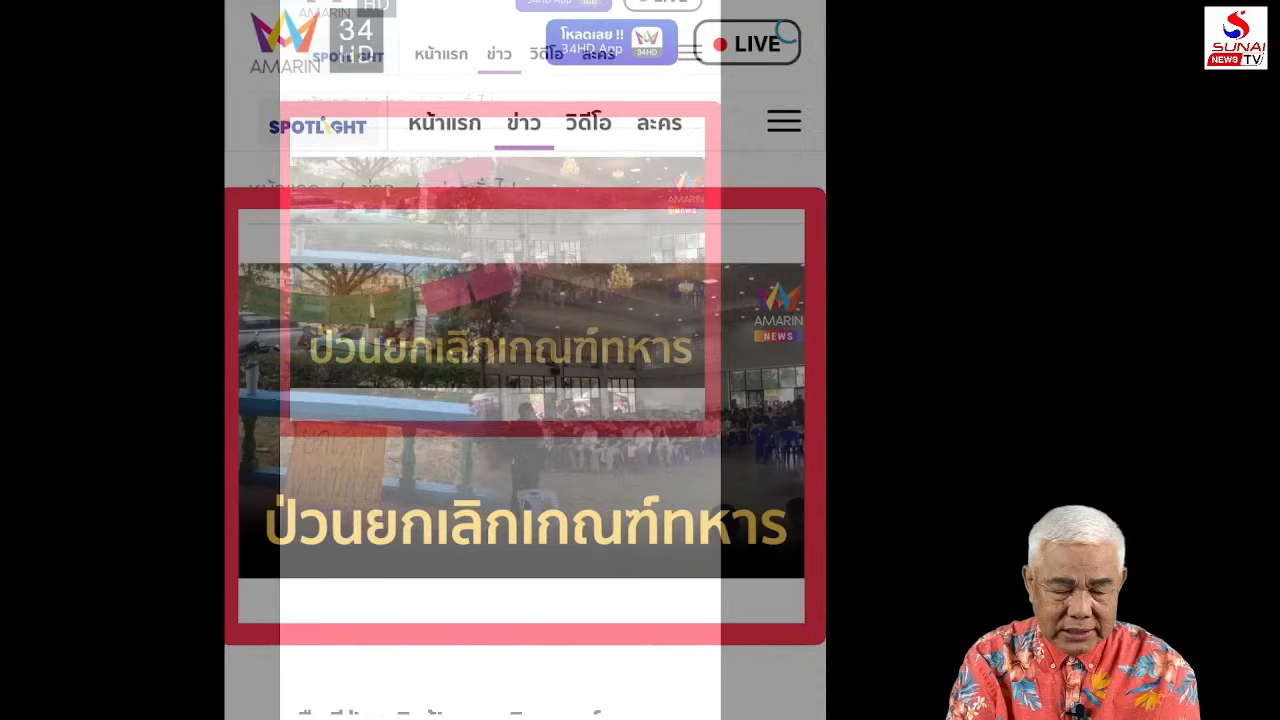 AMARIN
34
HD
โหลดเลย !!
34HD App
34HD
LIVE
SUNAI
NEWS TV
SPOTLIGHT
หน้าแรก ข่าว วิดีโอ ละคร
SPOTLIGHT
หน้าแรก ข่าว วิดีโอ ละคร
AMARIN
NEWS
AMARIN
NEWS
ป่วนยกเลิกเกณฑ์ทหาร
ป่วนยกเลิกเกณฑ์ทหาร